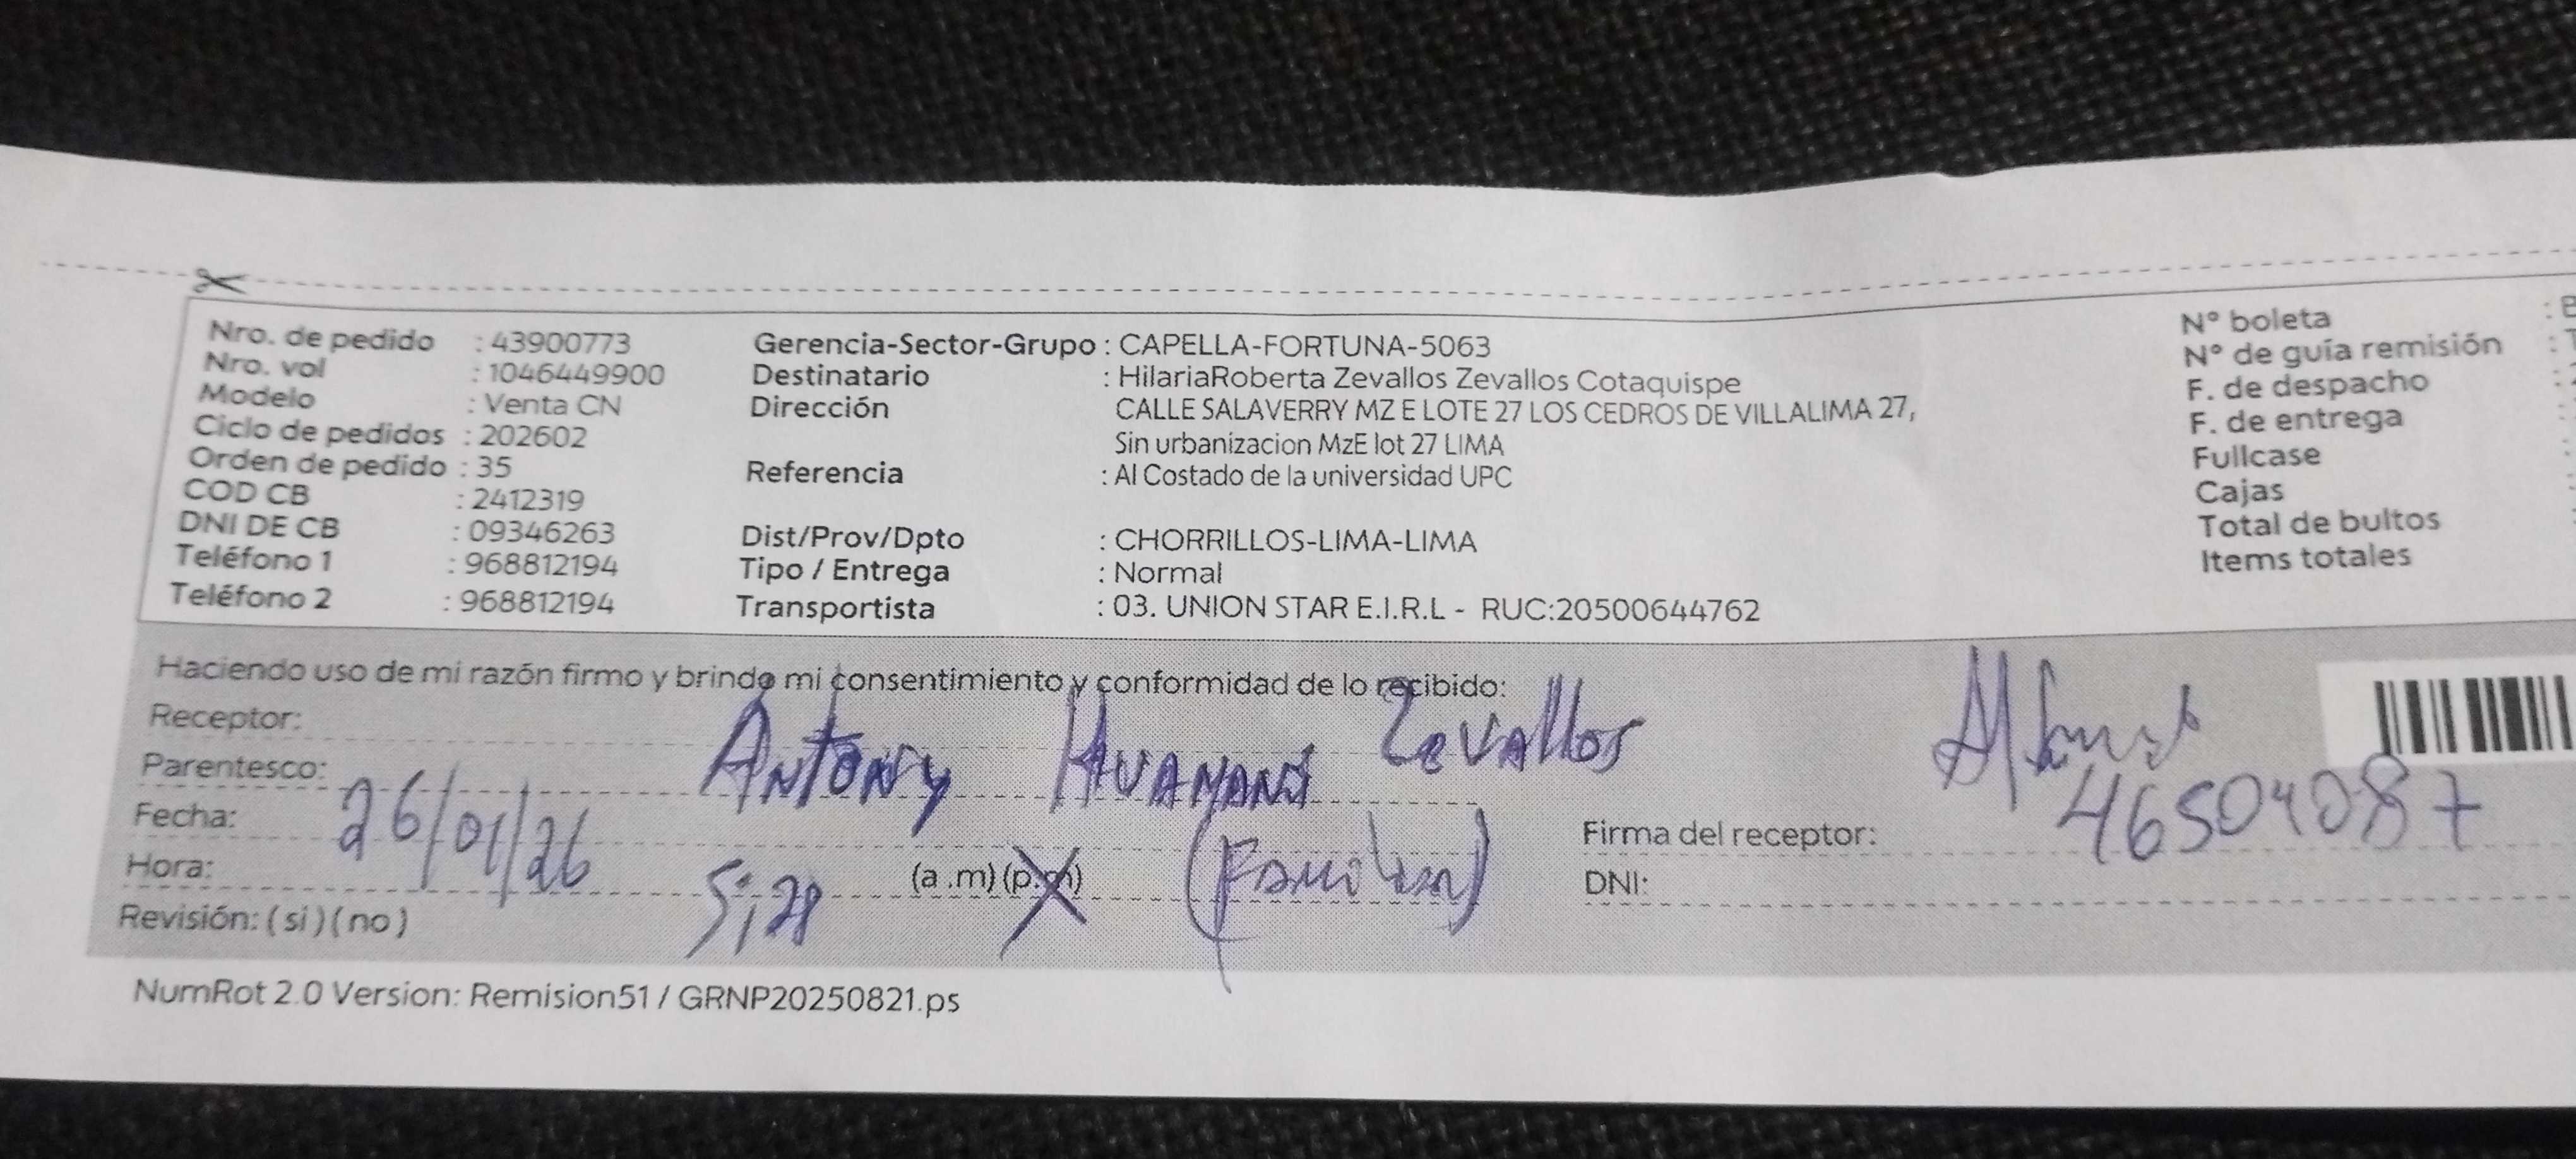 Nro. de pedido : 43900773
Nro. vol : 1046449900
Modelo : Venta CN
Ciclo de pedidos : 202602
Orden de pedido : 35
COD CB : 2412319
DNI DE CB : 09346263
Teléfono 1 : 968812194
Teléfono 2 : 968812194
Gerencia-Sector-Grupo : CAPELLA-FORTUNA-5063
Destinatario : HilariaRoberta Zevallos Zevallos Cotaquispe
Dirección CALLE SALAVERRY MZ E LOTE 27 LOS CEDROS DE VILLALIMA 27,
Sin urbanizacion MzE lot 27 LIMA
Referencia : Al Costado de la universidad UPC
Dist/Prov/Dpto : CHORRILLOS-LIMA-LIMA
Tipo / Entrega : Normal
Transportista : 03. UNION STAR E.I.R.L - RUC:20500644762
N° boleta
N° de guía remisión
F. de despacho
F. de entrega
Fullcase
Cajas
Total de bultos
Items totales
Haciendo uso de mi razón firmo y brindo mi consentimiento y conformidad de lo recibido:
Receptor: ANTONY Zevallos
Parentesco:
Fecha: 26/01/26
Hora: (a .m) (p.m)
Revisión: ( si ) ( no )
Firma del receptor:
46504087
DNI:
NumRot 2.0 Version: Remision51 / GRNP20250821.ps